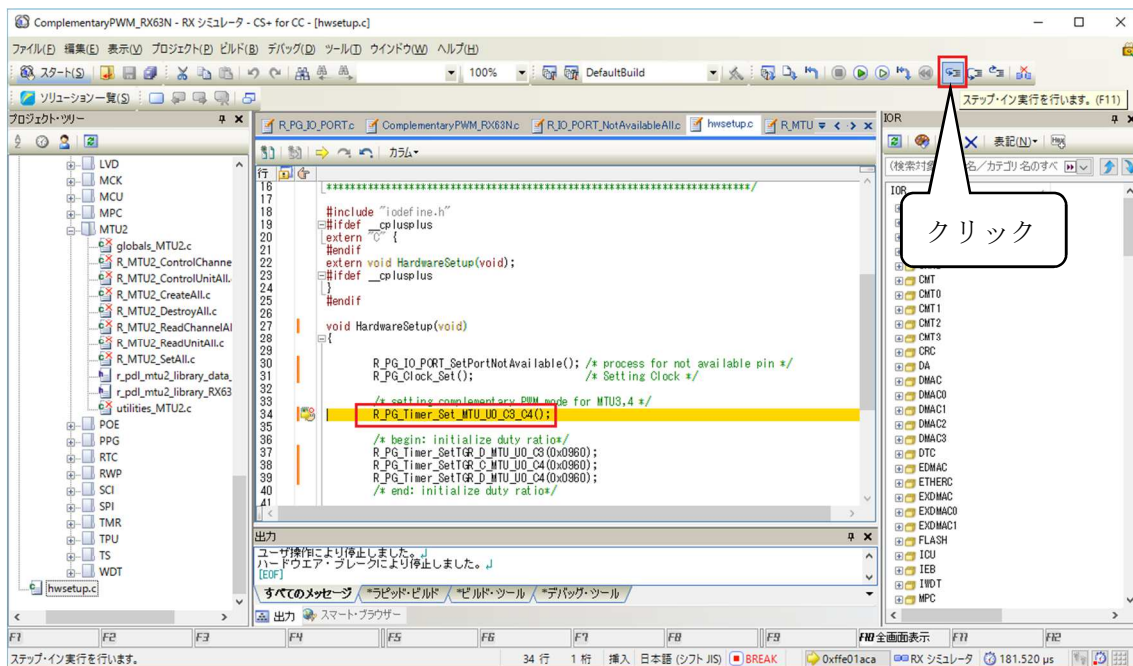 ComplementaryPWM_RX63N - RX シミュレータ - CS+ for CC - [hwsetup.c]
ファイル(F) 編集(E) 表示(V) プロジェクト(P) ビルド(B) デバッグ(D) ツール(T) ウインドウ(W) ヘルプ(H)
スタート(S) 100% DefaultBuild
ソリューション一覧(S) ステップ・イン実行を行います。(F11)
プロジェクト・ツリー
R_PG_IO_PORT.c ComplementaryPWM_RX63N.c R_IO_PORT_NotAvailableAll.c hwsetup.c R_MTU
IOR
表記(N)
カラム
クリック
LVD
MCK
MCU
MPC
MTU2
globals_MTU2.c
R_MTU2_ControlChanne
R_MTU2_ControlUnitAll.
R_MTU2_CreateAll.c
R_MTU2_DestroyAll.c
R_MTU2_ReadChannelAl
R_MTU2_ReadUnitAll.c
R_MTU2_SetAll.c
r_pdl_mtu2_library_data_
r_pdl_mtu2_library_RX63
utilities_MTU2.c
POE
PPG
RTC
RWP
SCI
SPI
TMR
TPU
TS
WDT
hwsetup.c
行
16 ***********************************************************************/
17
18 #include "iodefine.h"
19 #ifdef __cplusplus
20 extern "C" {
21 #endif
22 extern void HardwareSetup(void);
23 #ifdef __cplusplus
24 }
25 #endif
26
27 void HardwareSetup(void)
28 {
29
30 R_PG_IO_PORT_SetPortNotAvailable(); /* process for not available pin */
31 R_PG_Clock_Set(); /* Setting Clock */
32
33 /* setting complementary PWM mode for MTU3,4 */
34 R_PG_Timer_Set_MTU_U0_C3_C4();
35
36 /* begin: initialize duty ratio*/
37 R_PG_Timer_SetTGR_D_MTU_U0_C3(0x0960);
38 R_PG_Timer_SetTGR_C_MTU_U0_C4(0x0960);
39 R_PG_Timer_SetTGR_D_MTU_U0_C4(0x0960);
40 /* end: initialize duty ratio*/
41
IOR
CMT
CMT0
CMT1
CMT2
CMT3
CRC
DA
DMAC
DMAC0
DMAC1
DMAC2
DMAC3
DTC
EDMAC
ETHERC
EXDMAC
EXDMAC0
EXDMAC1
FLASH
ICU
IEB
IWDT
MPC
出力
ユーザ操作により停止しました。
ハードウエア・ブレークにより停止しました。
[EOF]
すべてのメッセージ *ラピッド・ビルド *ビルド・ツール *デバッグ・ツール
出力 スマート・ブラウザー
F1 F2 F3 F4 F5 F6 F7 F8 F9 F10 全画面表示 F11 F12
ステップ・イン実行を行います。 34 行 1 桁 挿入 日本語 (シフト JIS) BREAK 0xffe01aca RX シミュレータ 181.520 µs